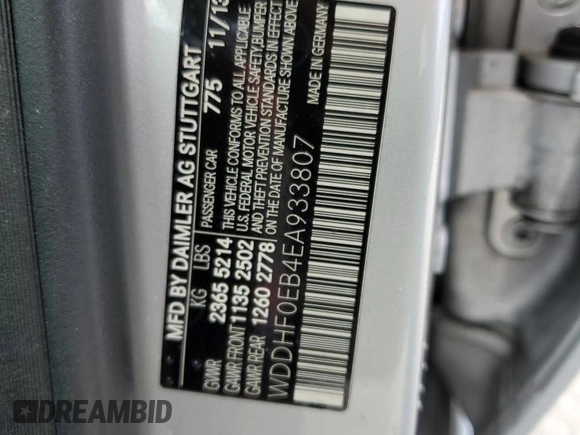 MFD BY DAIMLER AG STUTTGART
KG LBS PASSENGER CAR 775 11/13
GVWR 2365 5214 THIS VEHICLE CONFORMS TO ALL APPLICABLE
GAWR FRONT 1135 2502 U.S. FEDERAL MOTOR VEHICLE SAFETY, BUMPER
GAWR REAR 1260 2778 AND THEFT PREVENTION STANDARDS IN EFFECT
ON THE DATE OF MANUFACTURE SHOWN ABOVE
WDDHF0EB4EA933807 MADE IN GERMANY
DREAMBID